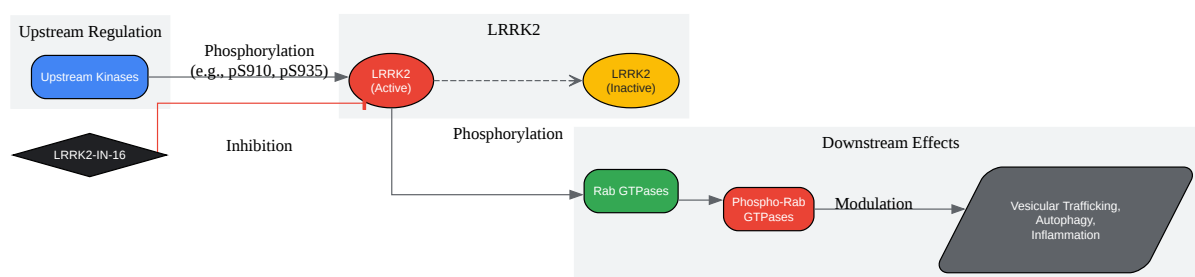 Upstream Regulation
Upstream Kinases
Phosphorylation
(e.g., pS910, pS935)
LRRK2
LRRK2
(Active)
LRRK2
(Inactive)
LRRK2-IN-16
Inhibition
Phosphorylation
Downstream Effects
Rab GTPases
Phospho-Rab
GTPases
Modulation
Vesicular Trafficking,
Autophagy,
Inflammation